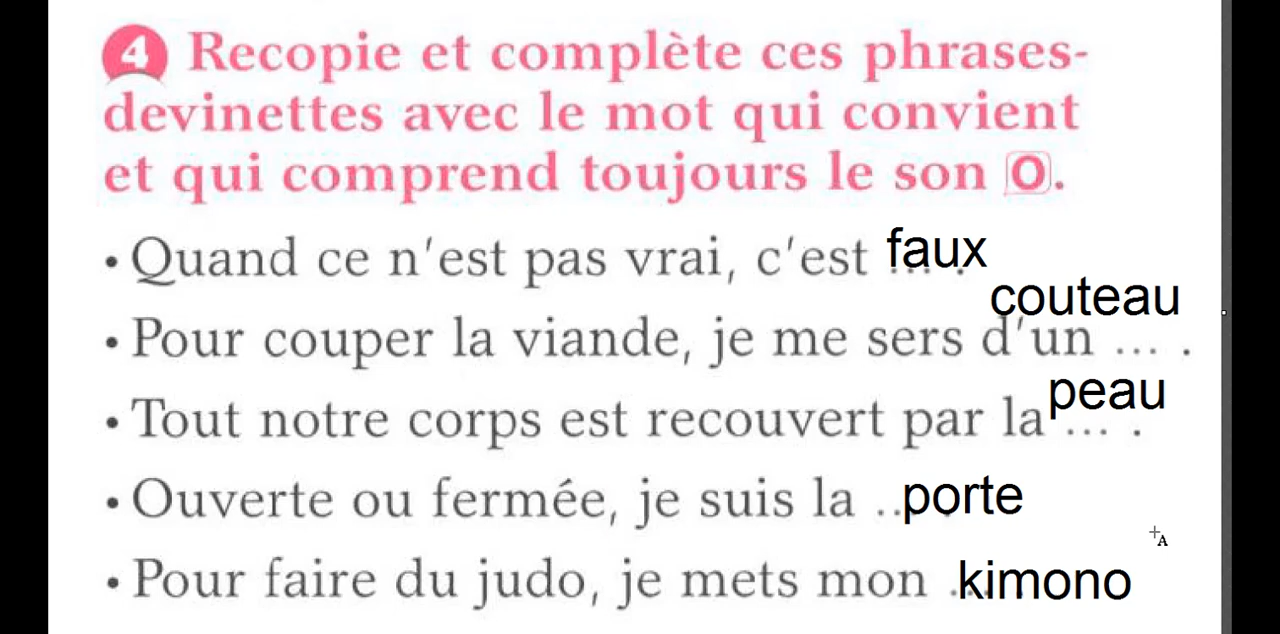 4 Recopie et complète ces phrases-
devinettes avec le mot qui convient
et qui comprend toujours le son O.
• Quand ce n'est pas vrai, c'est faux
couteau
• Pour couper la viande, je me sers d'un ... .
peau
• Tout notre corps est recouvert par la ... .
• Ouverte ou fermée, je suis la ..porte
• Pour faire du judo, je mets mon .kimono